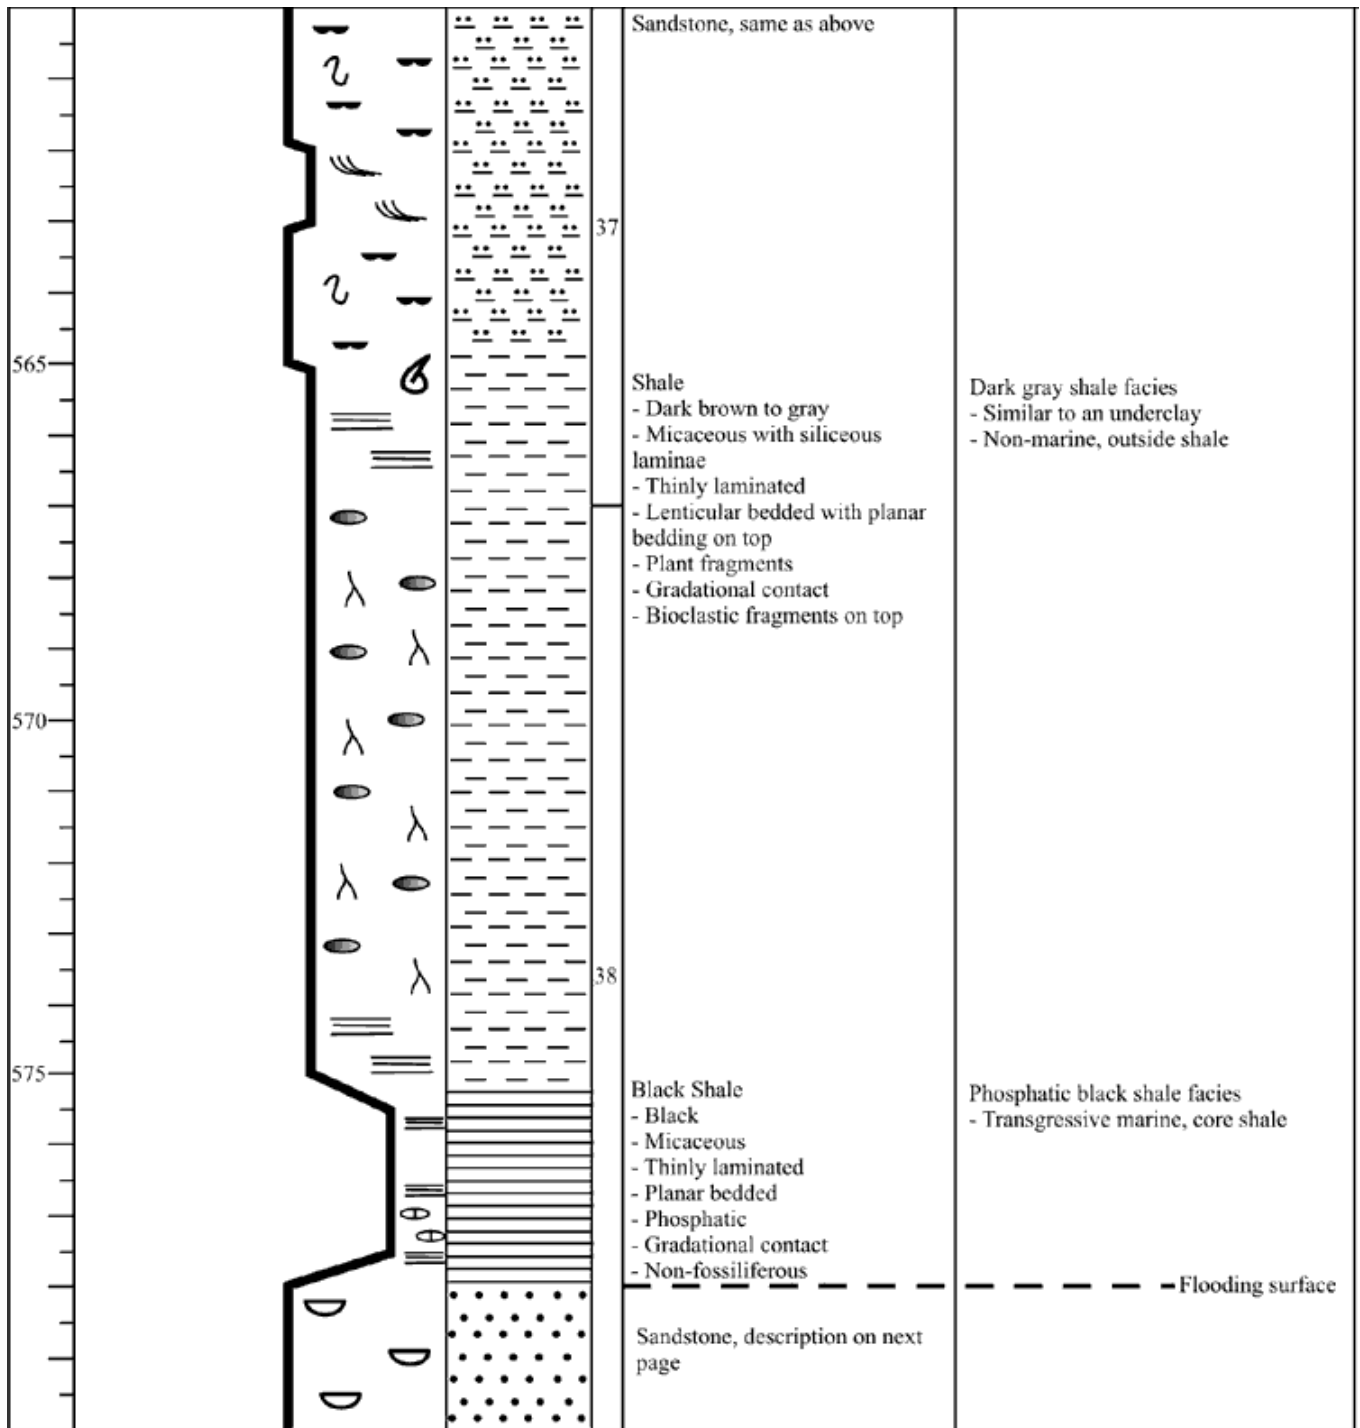 Sandstone, same as above
37
565
Shale
- Dark brown to gray
- Micaceous with siliceous
laminae
- Thinly laminated
- Lenticular bedded with planar
bedding on top
- Plant fragments
- Gradational contact
- Bioclastic fragments on top
Dark gray shale facies
- Similar to an underclay
- Non-marine, outside shale
570
38
575
Black Shale
- Black
- Micaceous
- Thinly laminated
- Planar bedded
- Phosphatic
- Gradational contact
- Non-fossiliferous
Phosphatic black shale facies
- Transgressive marine, core shale
Flooding surface
Sandstone, description on next
page